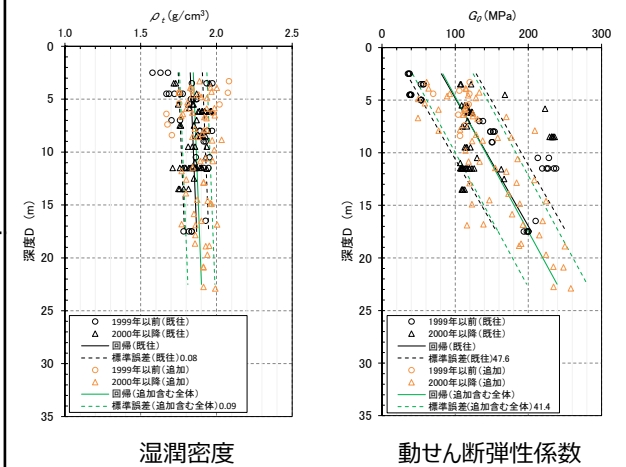 ρt (g/cm³)
1.0 1.5 2.0 2.5
0
5
10
15
20
25
30
35
深度D (m)
1999年以前(既往)
2000年以降(既往)
回帰(既往)
標準誤差(既往)0.08
1999年以前(追加)
2000年以降(追加)
回帰(追加含む全体)
標準誤差(追加含む全体)0.09
湿潤密度
G0 (MPa)
0 100 200 300
0
5
10
15
20
25
30
35
深度D (m)
1999年以前(既往)
2000年以降(既往)
回帰(既往)
標準誤差(既往)47.6
1999年以前(追加)
2000年以降(追加)
回帰(追加含む全体)
標準誤差(追加含む全体)41.4
動せん断弾性係数